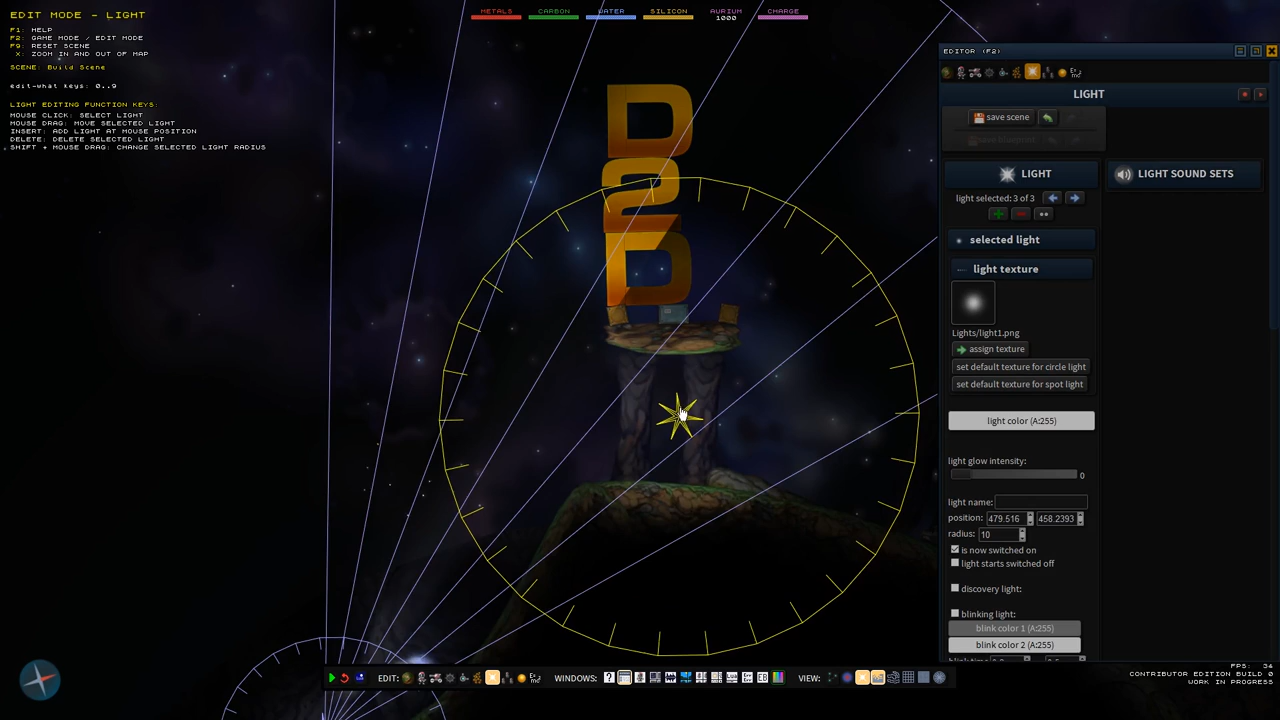 EDIT MODE - LIGHT
F1: HELP
F2: GAME MODE / EDIT MODE
F9: RESET SCENE
X: ZOOM IN AND OUT OF MAP
SCENE: Build Scene
edit-what keys: 0..9
LIGHT EDITING FUNCTION KEYS:
MOUSE CLICK: SELECT LIGHT
MOUSE DRAG: MOVE SELECTED LIGHT
INSERT: ADD LIGHT AT MOUSE POSITION
DELETE: DELETE SELECTED LIGHT
SHIFT + MOUSE DRAG: CHANGE SELECTED LIGHT RADIUS
METALS CARBON WATER SILICON AURIUM CHARGE
1000
D
2
D
EDITOR (F2)
LIGHT
save scene
save blueprint
LIGHT
LIGHT SOUND SETS
light selected: 3 of 3
selected light
light texture
Lights/light1.png
assign texture
set default texture for circle light
set default texture for spot light
light color (A:255)
light glow intensity:
0
light name:
position: 479.516 458.2393
radius: 10
is now switched on
light starts switched off
discovery light:
blinking light:
blink color 1 (A:255)
blink color 2 (A:255)
EDIT: WINDOWS: VIEW:
FPS: 34
CONTRIBUTOR EDITION BUILD 0
WORK IN PROGRESS